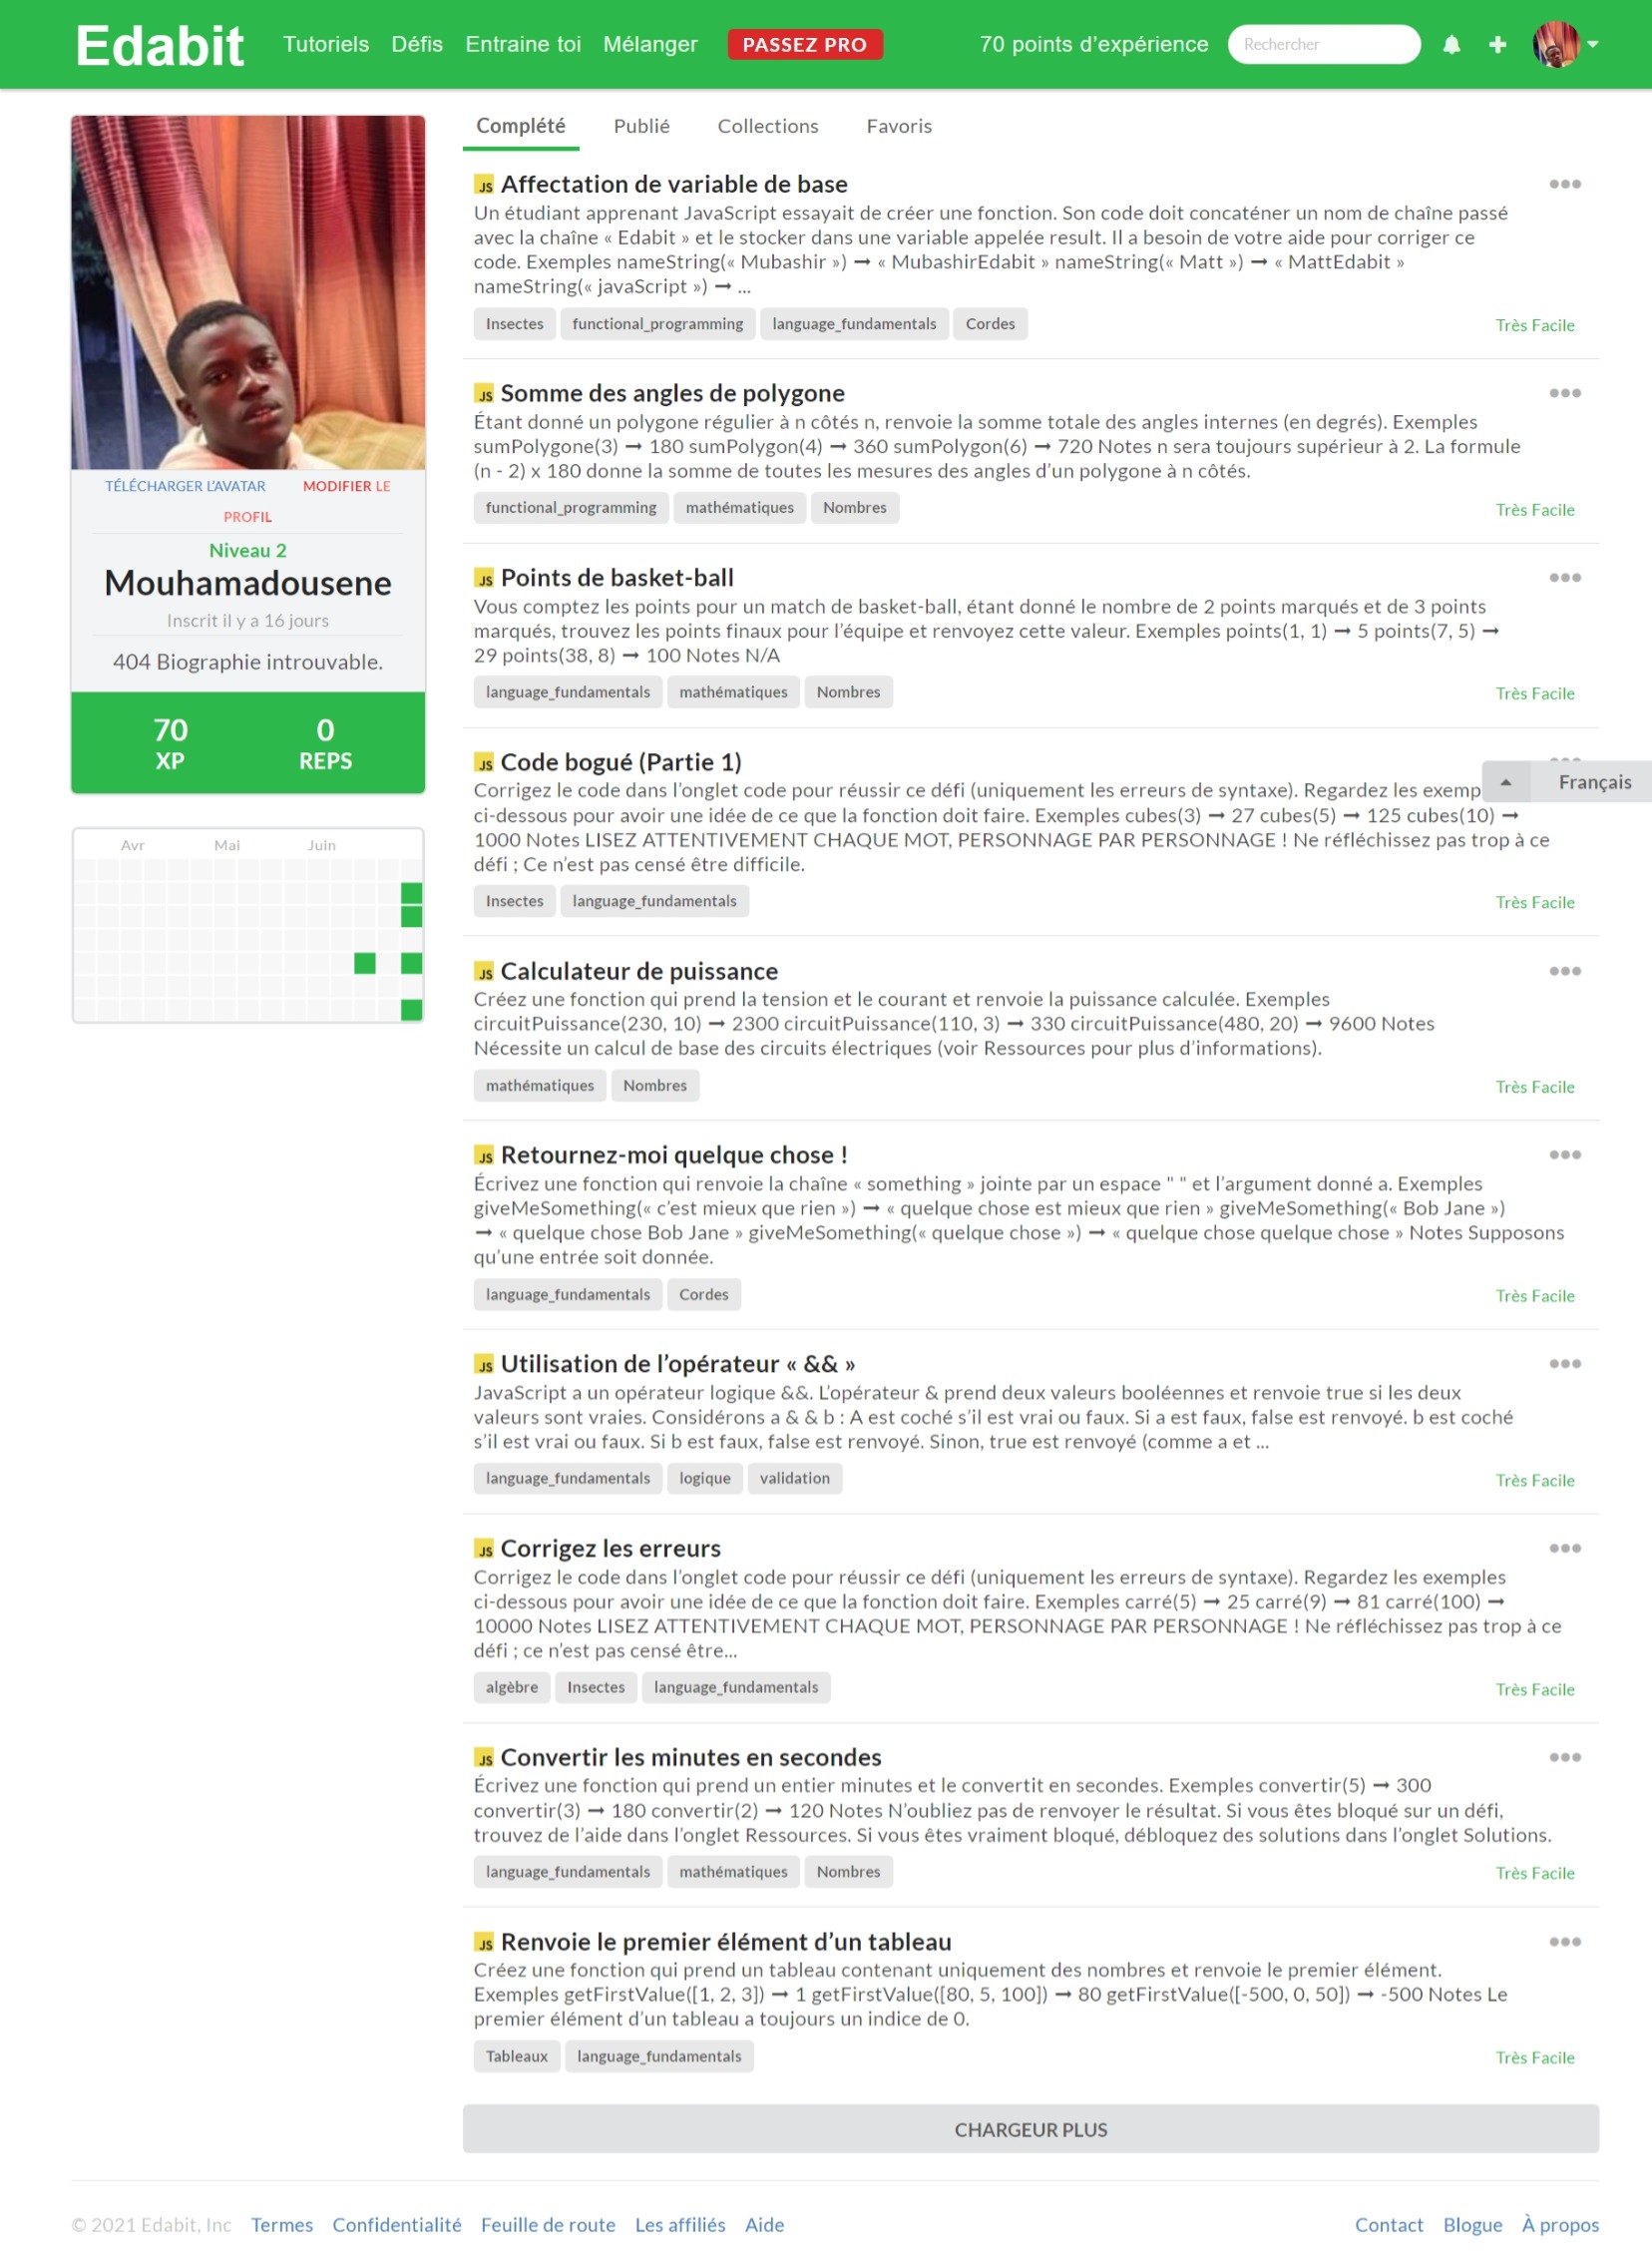 Edabit
Tutoriels Défis Entraine toi Mélanger PASSEZ PRO 70 points d'expérience Rechercher
TÉLÉCHARGER L'AVATAR MODIFIER LE
PROFIL
Niveau 2
Mouhamadousene
Inscrit il y a 16 jours
404 Biographie introuvable.
70 0
XP REPS
Avr Mai Juin
Complété Publié Collections Favoris
JS Affectation de variable de base
Un étudiant apprenant JavaScript essayait de créer une fonction. Son code doit concaténer un nom de chaîne passé
avec la chaîne « Edabit » et le stocker dans une variable appelée result. Il a besoin de votre aide pour corriger ce
code. Exemples nameString(« Mubashir ») ➞ « MubashirEdabit » nameString(« Matt ») ➞ « MattEdabit »
nameString(« javaScript ») ➞ ...
Insectes functional_programming language_fundamentals Cordes
Très Facile
JS Somme des angles de polygone
Étant donné un polygone régulier à n côtés n, renvoie la somme totale des angles internes (en degrés). Exemples
sumPolygone(3) ➞ 180 sumPolygon(4) ➞ 360 sumPolygon(6) ➞ 720 Notes n sera toujours supérieur à 2. La formule
(n - 2) x 180 donne la somme de toutes les mesures des angles d'un polygone à n côtés.
functional_programming mathématiques Nombres
Très Facile
JS Points de basket-ball
Vous comptez les points pour un match de basket-ball, étant donné le nombre de 2 points marqués et de 3 points
marqués, trouvez les points finaux pour l'équipe et renvoyez cette valeur. Exemples points(1, 1) ➞ 5 points(7, 5) ➞
29 points(38, 8) ➞ 100 Notes N/A
language_fundamentals mathématiques Nombres
Très Facile
JS Code bogué (Partie 1)
Français
Corrigez le code dans l'onglet code pour réussir ce défi (uniquement les erreurs de syntaxe). Regardez les exemp
ci-dessous pour avoir une idée de ce que la fonction doit faire. Exemples cubes(3) ➞ 27 cubes(5) ➞ 125 cubes(10) ➞
1000 Notes LISEZ ATTENTIVEMENT CHAQUE MOT, PERSONNAGE PAR PERSONNAGE ! Ne réfléchissez pas trop à ce
défi ; Ce n'est pas censé être difficile.
Insectes language_fundamentals
Très Facile
JS Calculateur de puissance
Créez une fonction qui prend la tension et le courant et renvoie la puissance calculée. Exemples
circuitPuissance(230, 10) ➞ 2300 circuitPuissance(110, 3) ➞ 330 circuitPuissance(480, 20) ➞ 9600 Notes
Nécessite un calcul de base des circuits électriques (voir Ressources pour plus d'informations).
mathématiques Nombres
Très Facile
JS Retournez-moi quelque chose !
Écrivez une fonction qui renvoie la chaîne « something » jointe par un espace " " et l'argument donné a. Exemples
giveMeSomething(« c'est mieux que rien ») ➞ « quelque chose est mieux que rien » giveMeSomething(« Bob Jane »)
➞ « quelque chose Bob Jane » giveMeSomething(« quelque chose ») ➞ « quelque chose quelque chose » Notes Supposons
qu'une entrée soit donnée.
language_fundamentals Cordes
Très Facile
JS Utilisation de l'opérateur « && »
JavaScript a un opérateur logique &&. L'opérateur & prend deux valeurs booléennes et renvoie true si les deux
valeurs sont vraies. Considérons a & & b : A est coché s'il est vrai ou faux. Si a est faux, false est renvoyé. b est coché
s'il est vrai ou faux. Si b est faux, false est renvoyé. Sinon, true est renvoyé (comme a et ...
language_fundamentals logique validation
Très Facile
JS Corrigez les erreurs
Corrigez le code dans l'onglet code pour réussir ce défi (uniquement les erreurs de syntaxe). Regardez les exemples
ci-dessous pour avoir une idée de ce que la fonction doit faire. Exemples carré(5) ➞ 25 carré(9) ➞ 81 carré(100) ➞
10000 Notes LISEZ ATTENTIVEMENT CHAQUE MOT, PERSONNAGE PAR PERSONNAGE ! Ne réfléchissez pas trop à ce
défi ; ce n'est pas censé être...
algèbre Insectes language_fundamentals
Très Facile
JS Convertir les minutes en secondes
Écrivez une fonction qui prend un entier minutes et le convertit en secondes. Exemples convertir(5) ➞ 300
convertir(3) ➞ 180 convertir(2) ➞ 120 Notes N'oubliez pas de renvoyer le résultat. Si vous êtes bloqué sur un défi,
trouvez de l'aide dans l'onglet Ressources. Si vous êtes vraiment bloqué, débloquez des solutions dans l'onglet Solutions.
language_fundamentals mathématiques Nombres
Très Facile
JS Renvoie le premier élément d'un tableau
Créez une fonction qui prend un tableau contenant uniquement des nombres et renvoie le premier élément.
Exemples getFirstValue([1, 2, 3]) ➞ 1 getFirstValue([80, 5, 100]) ➞ 80 getFirstValue([-500, 0, 50]) ➞ -500 Notes Le
premier élément d'un tableau a toujours un indice de 0.
Tableaux language_fundamentals
Très Facile
CHARGEUR PLUS
© 2021 Edabit, Inc Termes Confidentialité Feuille de route Les affiliés Aide Contact Blogue À propos